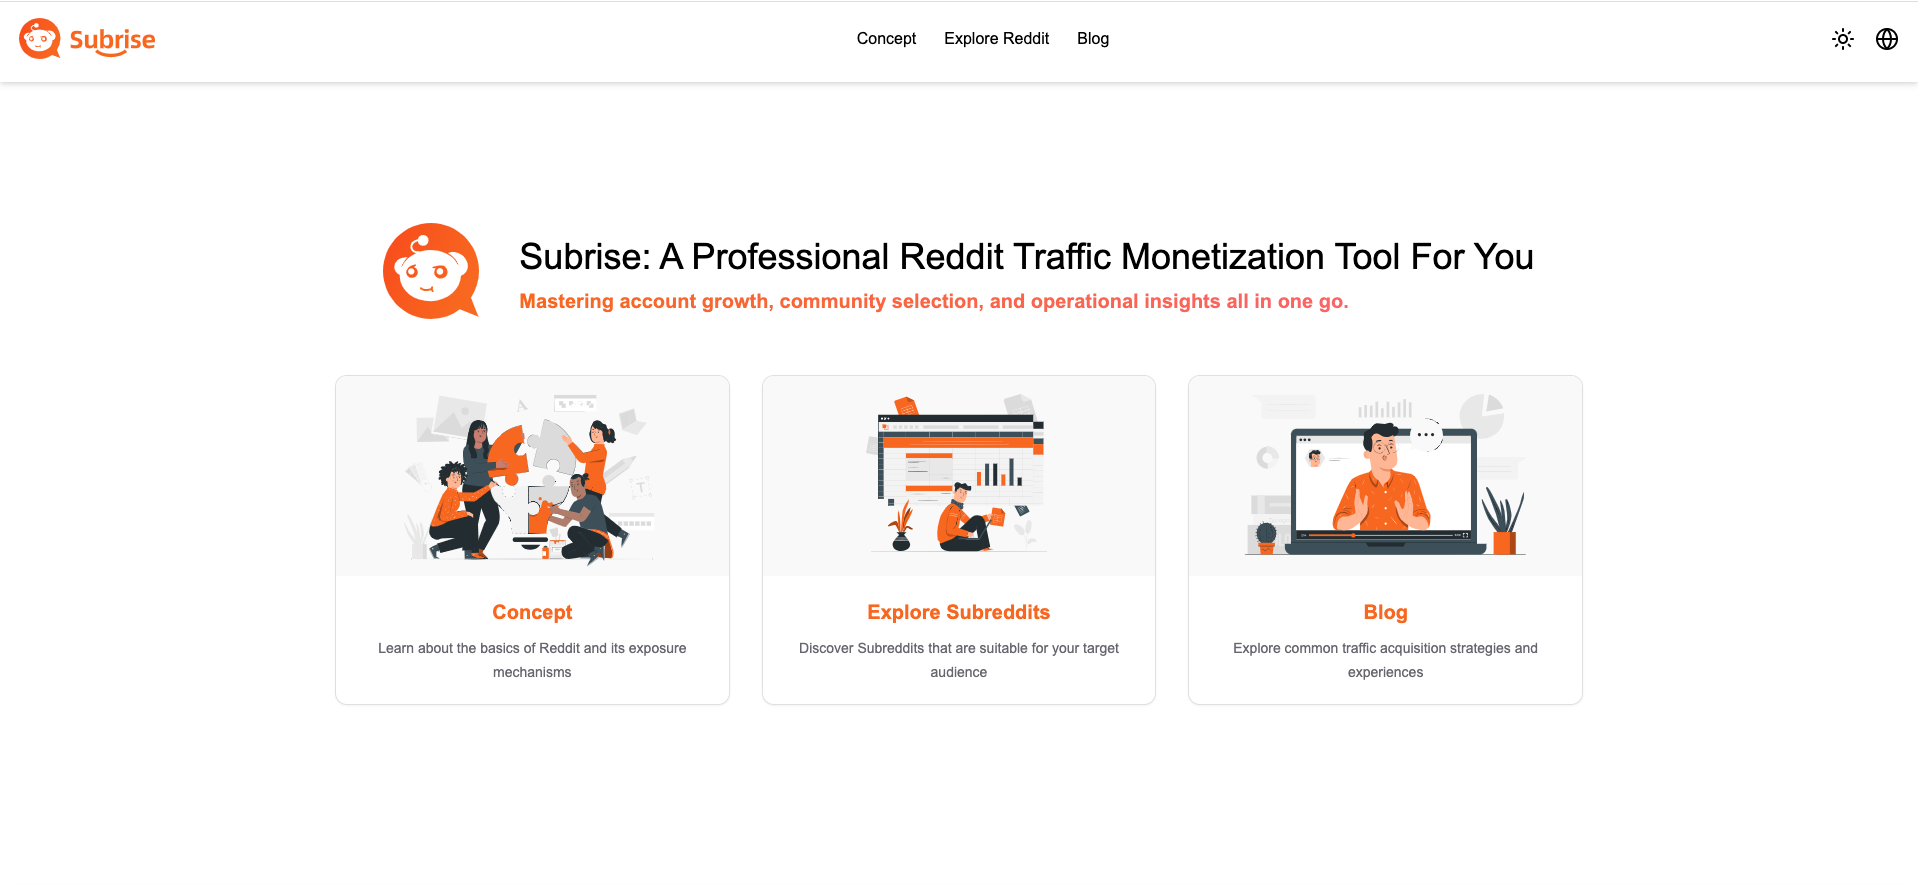 Subrise
Concept
Explore Reddit
Blog
Subrise: A Professional Reddit Traffic Monetization Tool For You
Mastering account growth, community selection, and operational insights all in one go.
Concept
Learn about the basics of Reddit and its exposure
mechanisms
Explore Subreddits
Discover Subreddits that are suitable for your target
audience
Blog
Explore common traffic acquisition strategies and
experiences